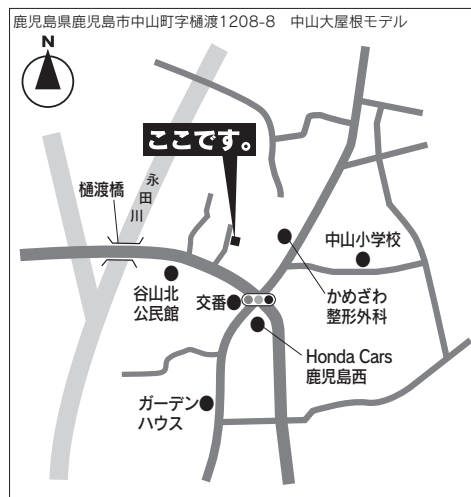 鹿児島県鹿児島市中山町字樋渡1208-8　中山大屋根モデル
N
ここです。
永田川
樋渡橋
中山小学校
谷山北
公民館
交番
かめざわ
整形外科
Honda Cars
鹿児島西
ガーデン
ハウス